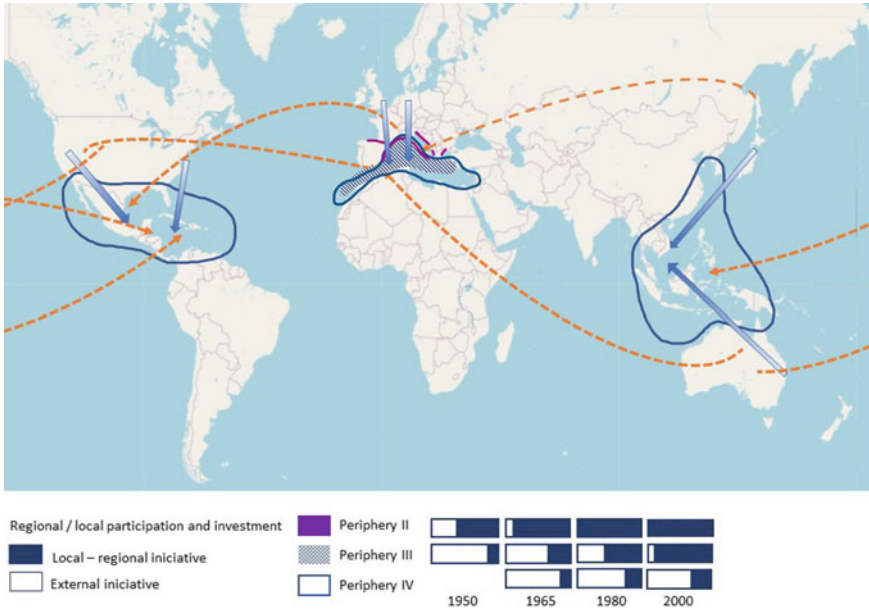 Regional / local participation and investment
Local – regional iniciative
External iniciative
Periphery II
Periphery III
Periphery IV
1950 1965 1980 2000